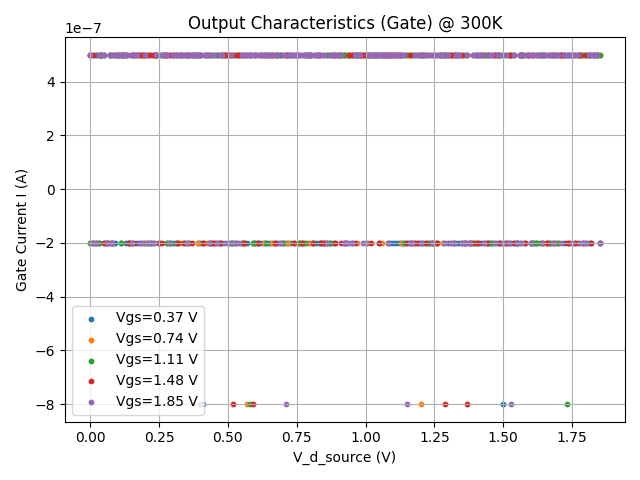 Output Characteristics (Gate) @ 300K
1e−7
Gate Current I (A)
4
2
0
−2
−4
−6
−8
Vgs=0.37 V
Vgs=0.74 V
Vgs=1.11 V
Vgs=1.48 V
Vgs=1.85 V
0.00 0.25 0.50 0.75 1.00 1.25 1.50 1.75
V_d_source (V)